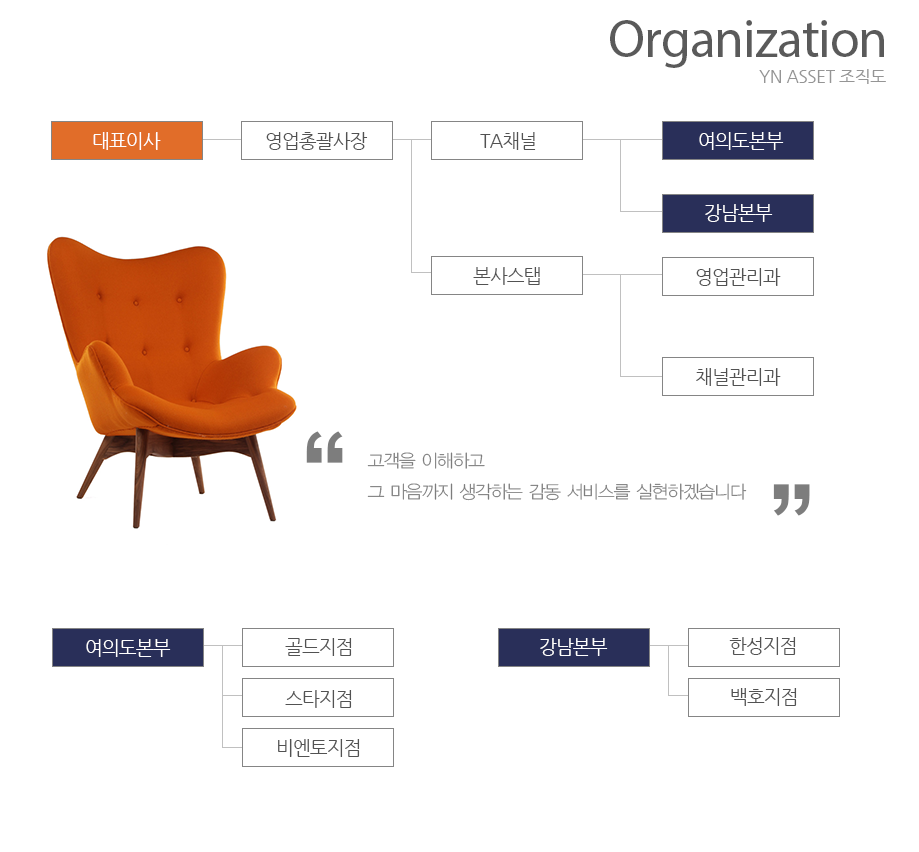 Organization
YN ASSET 조직도
대표이사
영업총괄사장
TA채널
여의도본부
강남본부
본사스탭
영업관리과
채널관리과
“ 고객을 이해하고
그 마음까지 생각하는 감동 서비스를 실현하겠습니다 ”
여의도본부
골드지점
스타지점
비엔토지점
강남본부
한성지점
백호지점